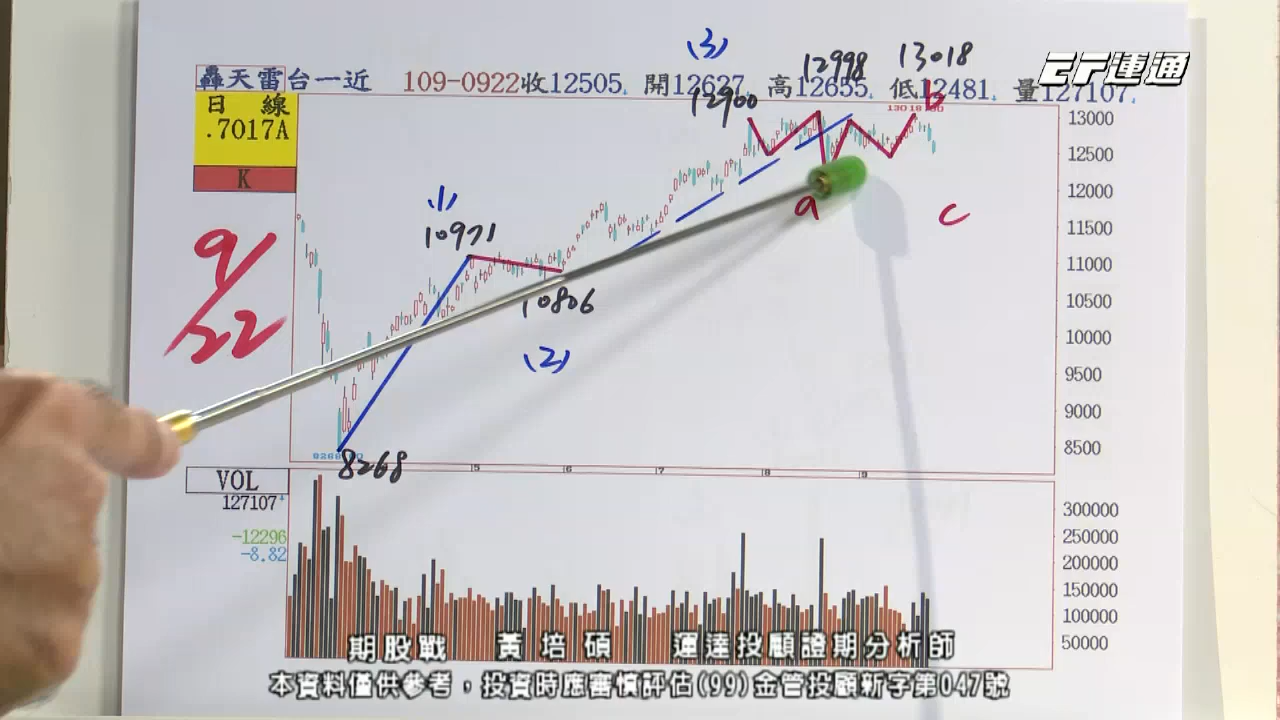 (3)
12998 13018
运通
轟天雷台一近 109-0922收12505 開12627 高12655 低12481 量127107
12900
b
日 線
.7017A
K
9/22
(1)
10971
10806
(2)
a
c
8268
13000
12500
12000
11500
11000
10500
10000
9500
9000
8500
5 6 7 8 9
VOL
127107
-12296
-8.82
300000
250000
200000
150000
100000
50000
期股戰 黃培碩 運達投顧證期分析師
本資料僅供參考，投資時應審慎評估(99)金管投顧新字第047號